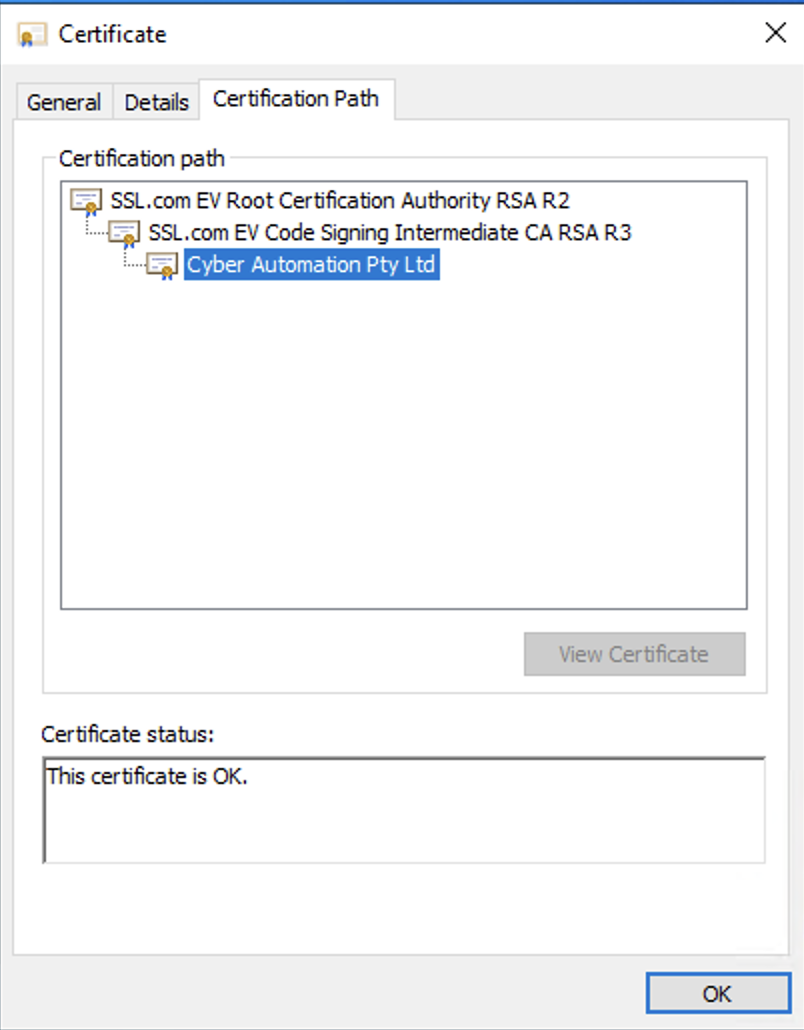 Certificate
General
Details
Certification Path
Certification path
SSL.com EV Root Certification Authority RSA R2
SSL.com EV Code Signing Intermediate CA RSA R3
Cyber Automation Pty Ltd
View Certificate
Certificate status:
This certificate is OK.
OK